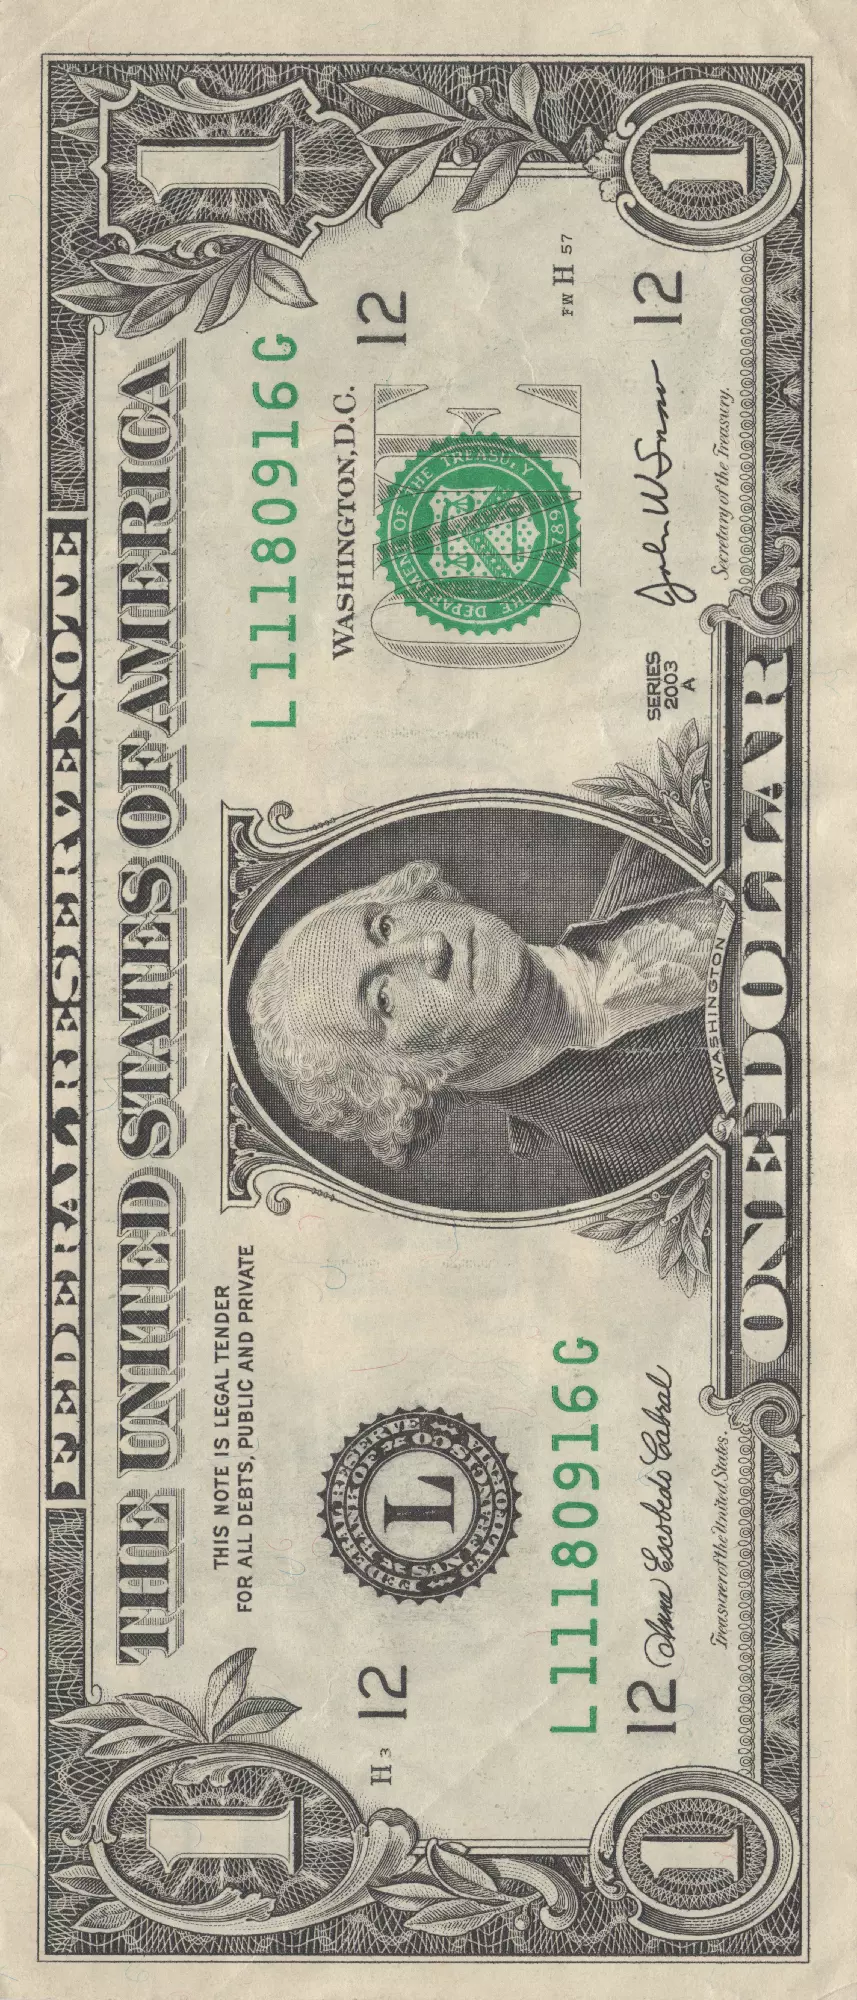 FEDERAL RESERVE NOTE
THE UNITED STATES OF AMERICA
1
1
THIS NOTE IS LEGAL TENDER
FOR ALL DEBTS, PUBLIC AND PRIVATE
L 11180916 G
WASHINGTON, D.C.
H 3
12
12
FEDERAL RESERVE BANK OF SAN FRANCISCO CALIFORNIA
L
THE DEPARTMENT OF THE TREASURY
1789
ONE
L 11180916 G
FW H 57
12
Anna Escobedo Cabral
Treasurer of the United States.
WASHINGTON
SERIES
2003
A
John W Snow
Secretary of the Treasury.
12
1
ONE DOLLAR
1